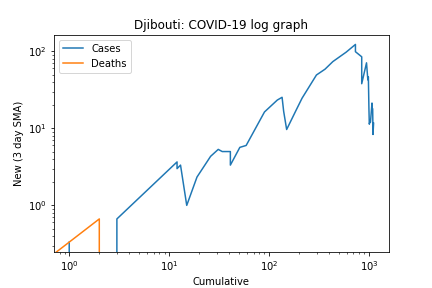 Djibouti: COVID-19 log graph
Cases
Deaths
New (3 day SMA)
10²
10¹
10⁰
10⁰ 10¹ 10² 10³
Cumulative